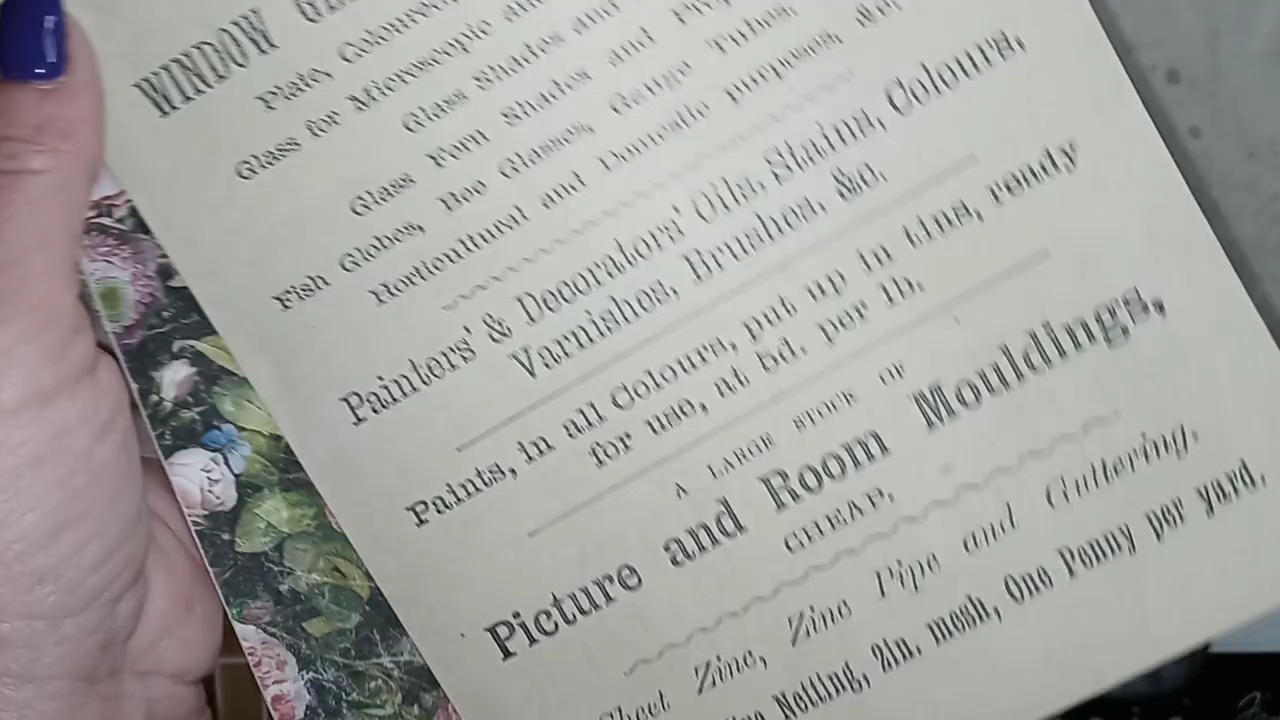 WINDOW
Plain,
Glass for Microscopic
Glass Shades and
Glass Fern Shades and
Fish Globes, Bee Glasses, Gauge Tubes,
Horticultural and Domestic purposes, &c.
Painters' & Decorators' Oils, Stains, Colours,
Varnishes, Brushes, &c.
Paints, in all Colours, put up in tins, ready
for use, at 5d. per lb.
A LARGE STOCK OF
Picture and Room Mouldings,
CHEAP.
Sheet Zinc, Zinc Pipe and Guttering.
Netting, 2in. mesh, One Penny per yard.